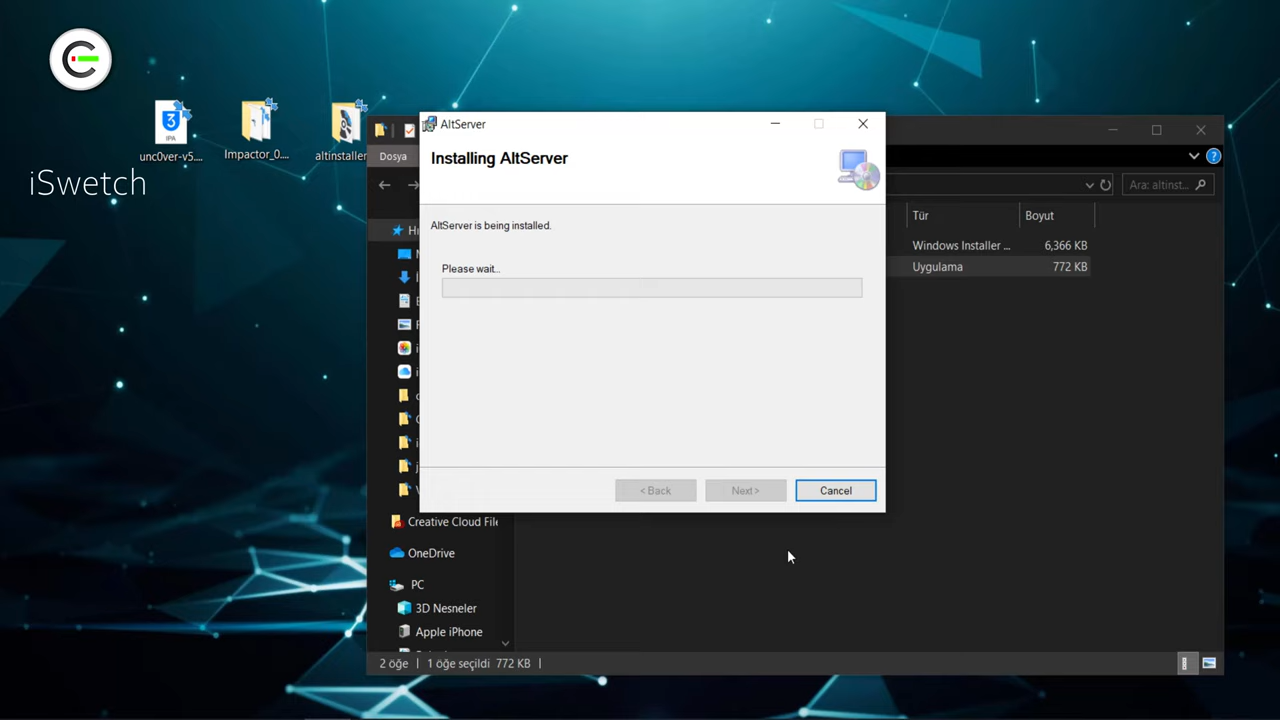 iSwetch
3
IPA
unc0ver-v5....
Impactor_0....
altinstaller
AltServer
Installing AltServer
AltServer is being installed.
Please wait...
< Back
Next >
Cancel
Dosya
Ara: altinst...
Tür
Boyut
Windows Installer ...
6,366 KB
Uygulama
772 KB
Creative Cloud File
OneDrive
PC
3D Nesneler
Apple iPhone
2 öğe
1 öğe seçildi 772 KB